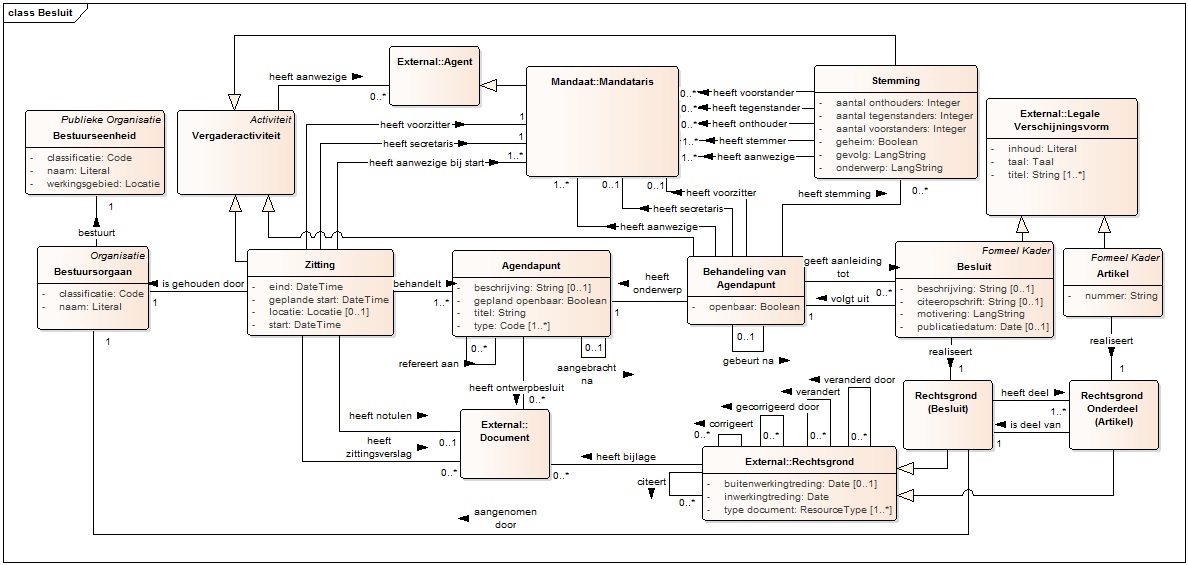 class Besluit
External::Agent
heeft aanwezige
0..*
Mandaat::Mandataris
Stemming
- aantal onthouders: Integer
- aantal tegenstanders: Integer
- aantal voorstanders: Integer
- geheim: Boolean
- gevolg: LangString
- onderwerp: LangString
0..*
heeft voorstander
0..*
heeft tegenstander
0..*
heeft onthouder
1..*
heeft stemmer
1..*
heeft aanwezige
External::Legale
Verschijningsvorm
- inhoud: Literal
- taal: Taal
- titel: String [1..*]
Publieke Organisatie
Bestuurseenheid
- classificatie: Code
- naam: Literal
- werkingsgebied: Locatie
Activiteit
Vergaderactiviteit
heeft voorzitter
1
heeft secretaris
1
heeft aanwezige bij start
1..*
1..*
0..1
0..1
heeft voorzitter
heeft secretaris
heeft aanwezige
heeft stemming
0..*
1
bestuurt
Organisatie
Bestuursorgaan
- classificatie: Code
- naam: Literal
1
is gehouden door
Zitting
- eind: DateTime
- geplande start: DateTime
- locatie: Locatie [0..1]
- start: DateTime
behandelt
1..*
Agendapunt
- beschrijving: String [0..1]
- gepland openbaar: Boolean
- titel: String
- type: Code [1..*]
heeft
onderwerp
1
Behandeling van
Agendapunt
- openbaar: Boolean
geeft aanleiding
tot
0..*
volgt uit
1
Fomeel Kader
Besluit
- beschrijving: String [0..1]
- citeeropschrift: String [0..1]
- motivering: LangString
- publicatiedatum: Date [0..1]
Fomeel Kader
Artikel
- nummer: String
1
0..*
refereert aan
0..1
aangebracht
na
0..1
gebeurt na
realiseert
1
realiseert
1
heeft ontwerpbesluit
0..*
veranderd door
verandert
gecorrigeerd door
corrigeert
0..*
0..*
0..*
0..*
Rechtsgrond
(Besluit)
heeft deel
1..*
is deel van
1
Rechtsgrond
Onderdeel
(Artikel)
heeft notulen
0..1
heeft
zittingsverslag
0..*
External::
Document
heeft bijlage
0..*
citeert
0..*
External::Rechtsgrond
- buitenwerkingtreding: Date [0..1]
- inwerkingtreding: Date
- type document: ResourceType [1..*]
aangenomen
door